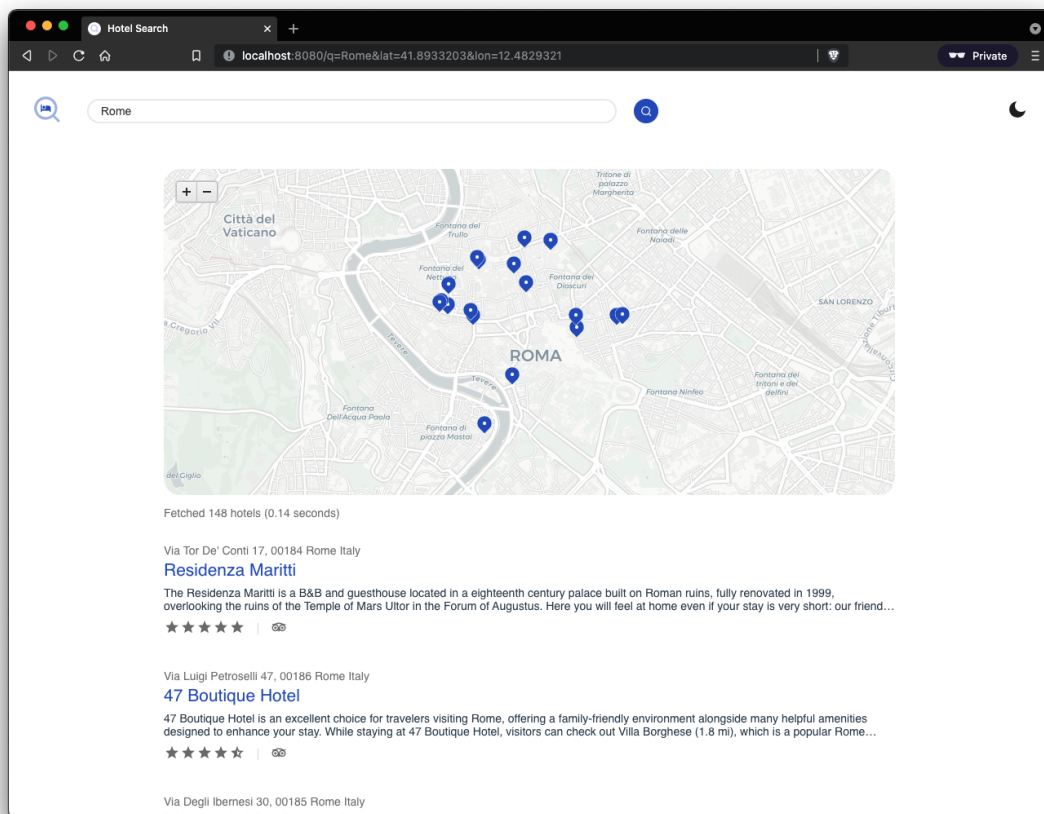 Hotel Search
localhost:8080/q=Rome&lat=41.8933203&lon=12.4829321
Private
Rome
+ −
Tritone di
palazzo
Margherita
Città del
Vaticano
Fontana del
Trullo
Fontana delle
Naiadi
Fontana del
Nettuno
Fontana dei
Dioscuri
SAN LORENZO
a Gregorio VII
Tevere
ROMA
Tevere
Fontana dei
tritoni e dei
delfini
Fontana Ninfeo
Fontana
Dell'Acqua Paola
Fontana di
piazza Mastai
del Giglio
Fetched 148 hotels (0.14 seconds)
Via Tor De' Conti 17, 00184 Rome Italy
Residenza Maritti
The Residenza Maritti is a B&B and guesthouse located in a eighteenth century palace built on Roman ruins, fully renovated in 1999,
overlooking the ruins of the Temple of Mars Ultor in the Forum of Augustus. Here you will feel at home even if your stay is very short: our friend…
Via Luigi Petroselli 47, 00186 Rome Italy
47 Boutique Hotel
47 Boutique Hotel is an excellent choice for travelers visiting Rome, offering a family-friendly environment alongside many helpful amenities
designed to enhance your stay. While staying at 47 Boutique Hotel, visitors can check out Villa Borghese (1.8 mi), which is a popular Rome…
Via Degli Ibernesi 30, 00185 Rome Italy